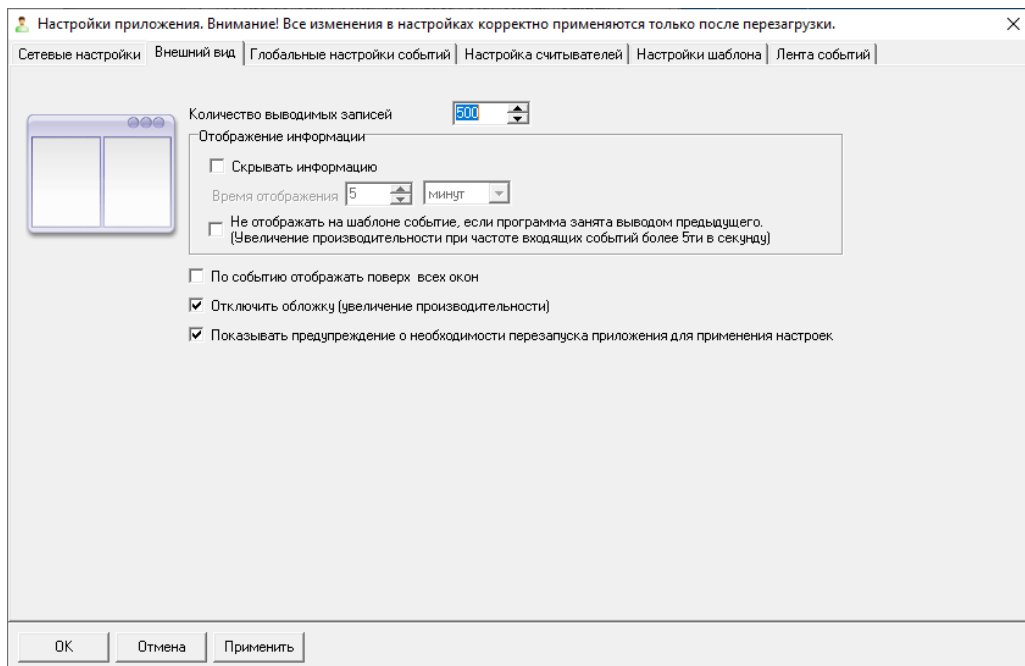 Настройки приложения. Внимание! Все изменения в настройках корректно применяются только после перезагрузки.
Сетевые настройки Внешний вид Глобальные настройки событий Настройка считывателей Настройки шаблона Лента событий
Количество выводимых записей 500
Отображение информации
Скрывать информацию
Время отображения 5 минут
Не отображать на шаблоне событие, если программа занята выводом предыдущего.
(Увеличение производительности при частоте входящих событий более 5ти в секунду)
По событию отображать поверх всех окон
Отключить обложку (увеличение производительности)
Показывать предупреждение о необходимости перезапуска приложения для применения настроек
OK Отмена Применить